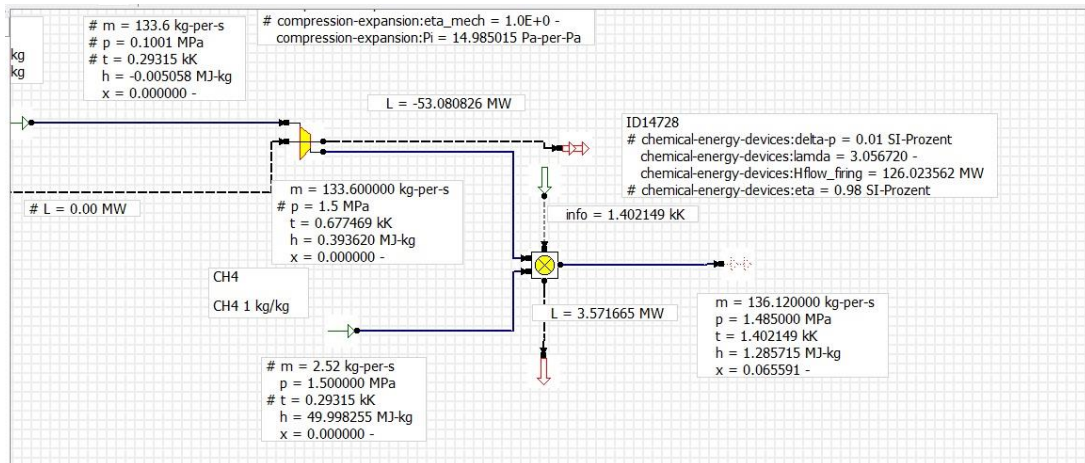 kg
kg
# m = 133.6 kg-per-s
# p = 0.1001 MPa
# t = 0.29315 kK
h = -0.005058 MJ-kg
x = 0.000000 -
# compression-expansion:eta_mech = 1.0E+0 -
compression-expansion:Pi = 14.985015 Pa-per-Pa
L = -53.080826 MW
ID14728
# chemical-energy-devices:delta-p = 0.01 SI-Prozent
chemical-energy-devices:lamda = 3.056720 -
chemical-energy-devices:Hflow_firing = 126.023562 MW
# chemical-energy-devices:eta = 0.98 SI-Prozent
# L = 0.00 MW
m = 133.600000 kg-per-s
# p = 1.5 MPa
t = 0.677469 kK
h = 0.393620 MJ-kg
x = 0.000000 -
info = 1.402149 kK
CH4
CH4 1 kg/kg
L = 3.571665 MW
m = 136.120000 kg-per-s
p = 1.485000 MPa
t = 1.402149 kK
h = 1.285715 MJ-kg
x = 0.065591 -
# m = 2.52 kg-per-s
p = 1.500000 MPa
# t = 0.29315 kK
h = 49.998255 MJ-kg
x = 0.000000 -